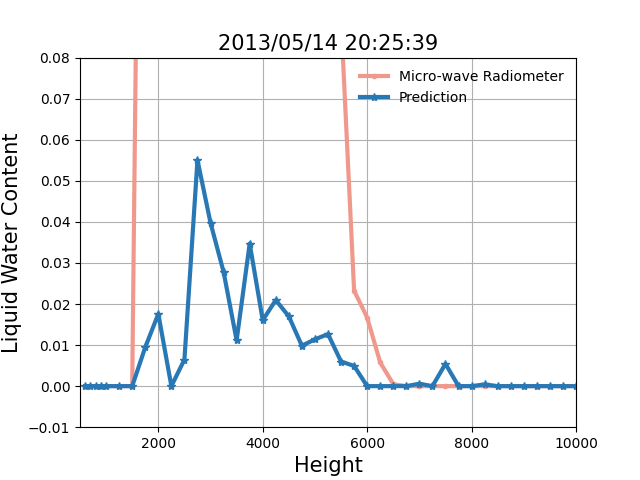 2013/05/14 20:25:39
Micro-wave Radiometer
Prediction
Liquid Water Content
0.08
0.07
0.06
0.05
0.04
0.03
0.02
0.01
0.00
−0.01
2000 4000 6000 8000 10000
Height